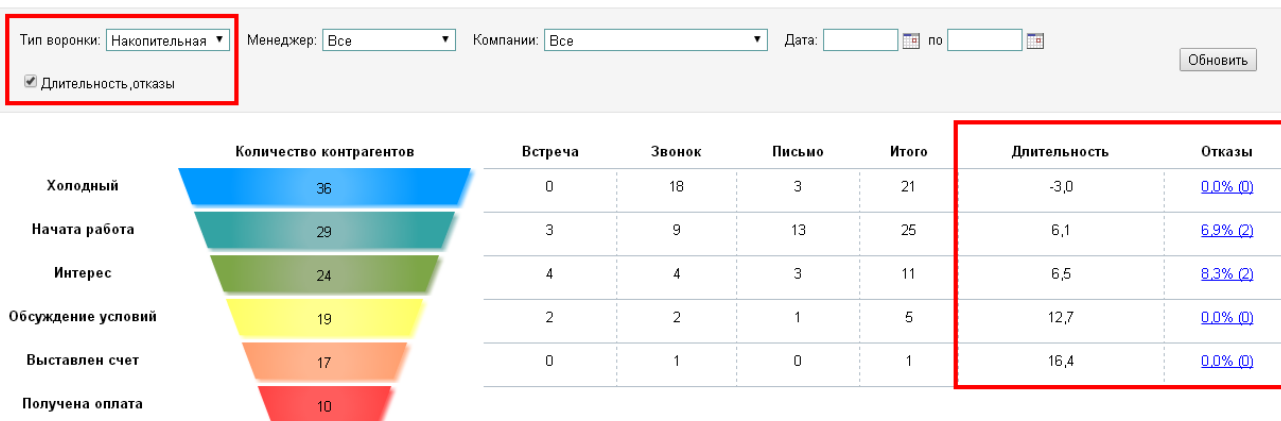 Тип воронки: Накопительная Менеджер: Все Компании: Все Дата: по
Обновить
Длительность,отказы
Количество контрагентов Встреча Звонок Письмо Итого Длительность Отказы
Холодный 36 0 18 3 21 -3,0 0,0% (0)
Начата работа 29 3 9 13 25 6,1 6,9% (2)
Интерес 24 4 4 3 11 6,5 8,3% (2)
Обсуждение условий 19 2 2 1 5 12,7 0,0% (0)
Выставлен счет 17 0 1 0 1 16,4 0,0% (0)
Получена оплата 10